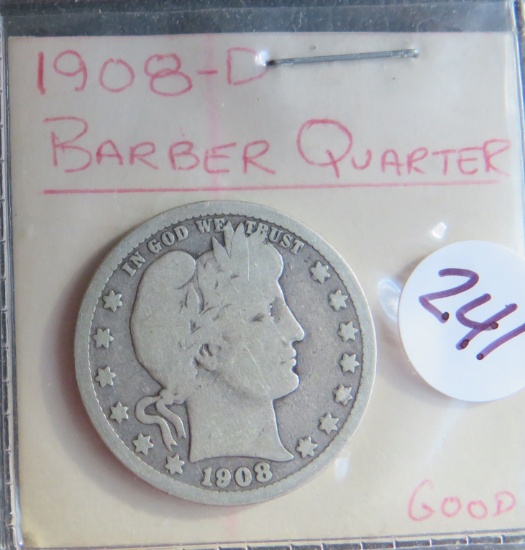 1908-D
BARBER QUARTER
IN GOD WE TRUST
241
1908
GOOD